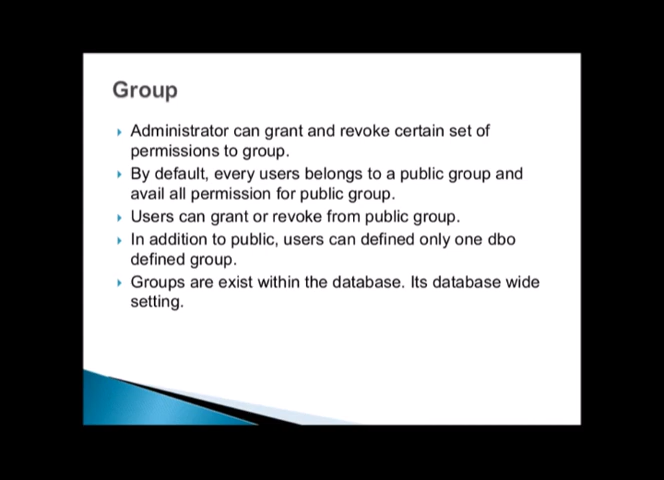 Group
Administrator can grant and revoke certain set of
permissions to group.
By default, every users belongs to a public group and
avail all permission for public group.
Users can grant or revoke from public group.
In addition to public, users can defined only one dbo
defined group.
Groups are exist within the database. Its database wide
setting.